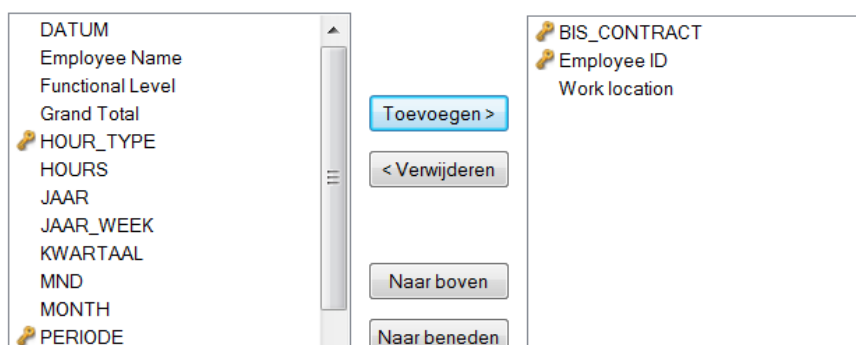 DATUM
Employee Name
Functional Level
Grand Total
HOUR_TYPE
HOURS
JAAR
JAAR_WEEK
KWARTAAL
MND
MONTH
PERIODE
Toevoegen >
< Verwijderen
Naar boven
Naar beneden
BIS_CONTRACT
Employee ID
Work location